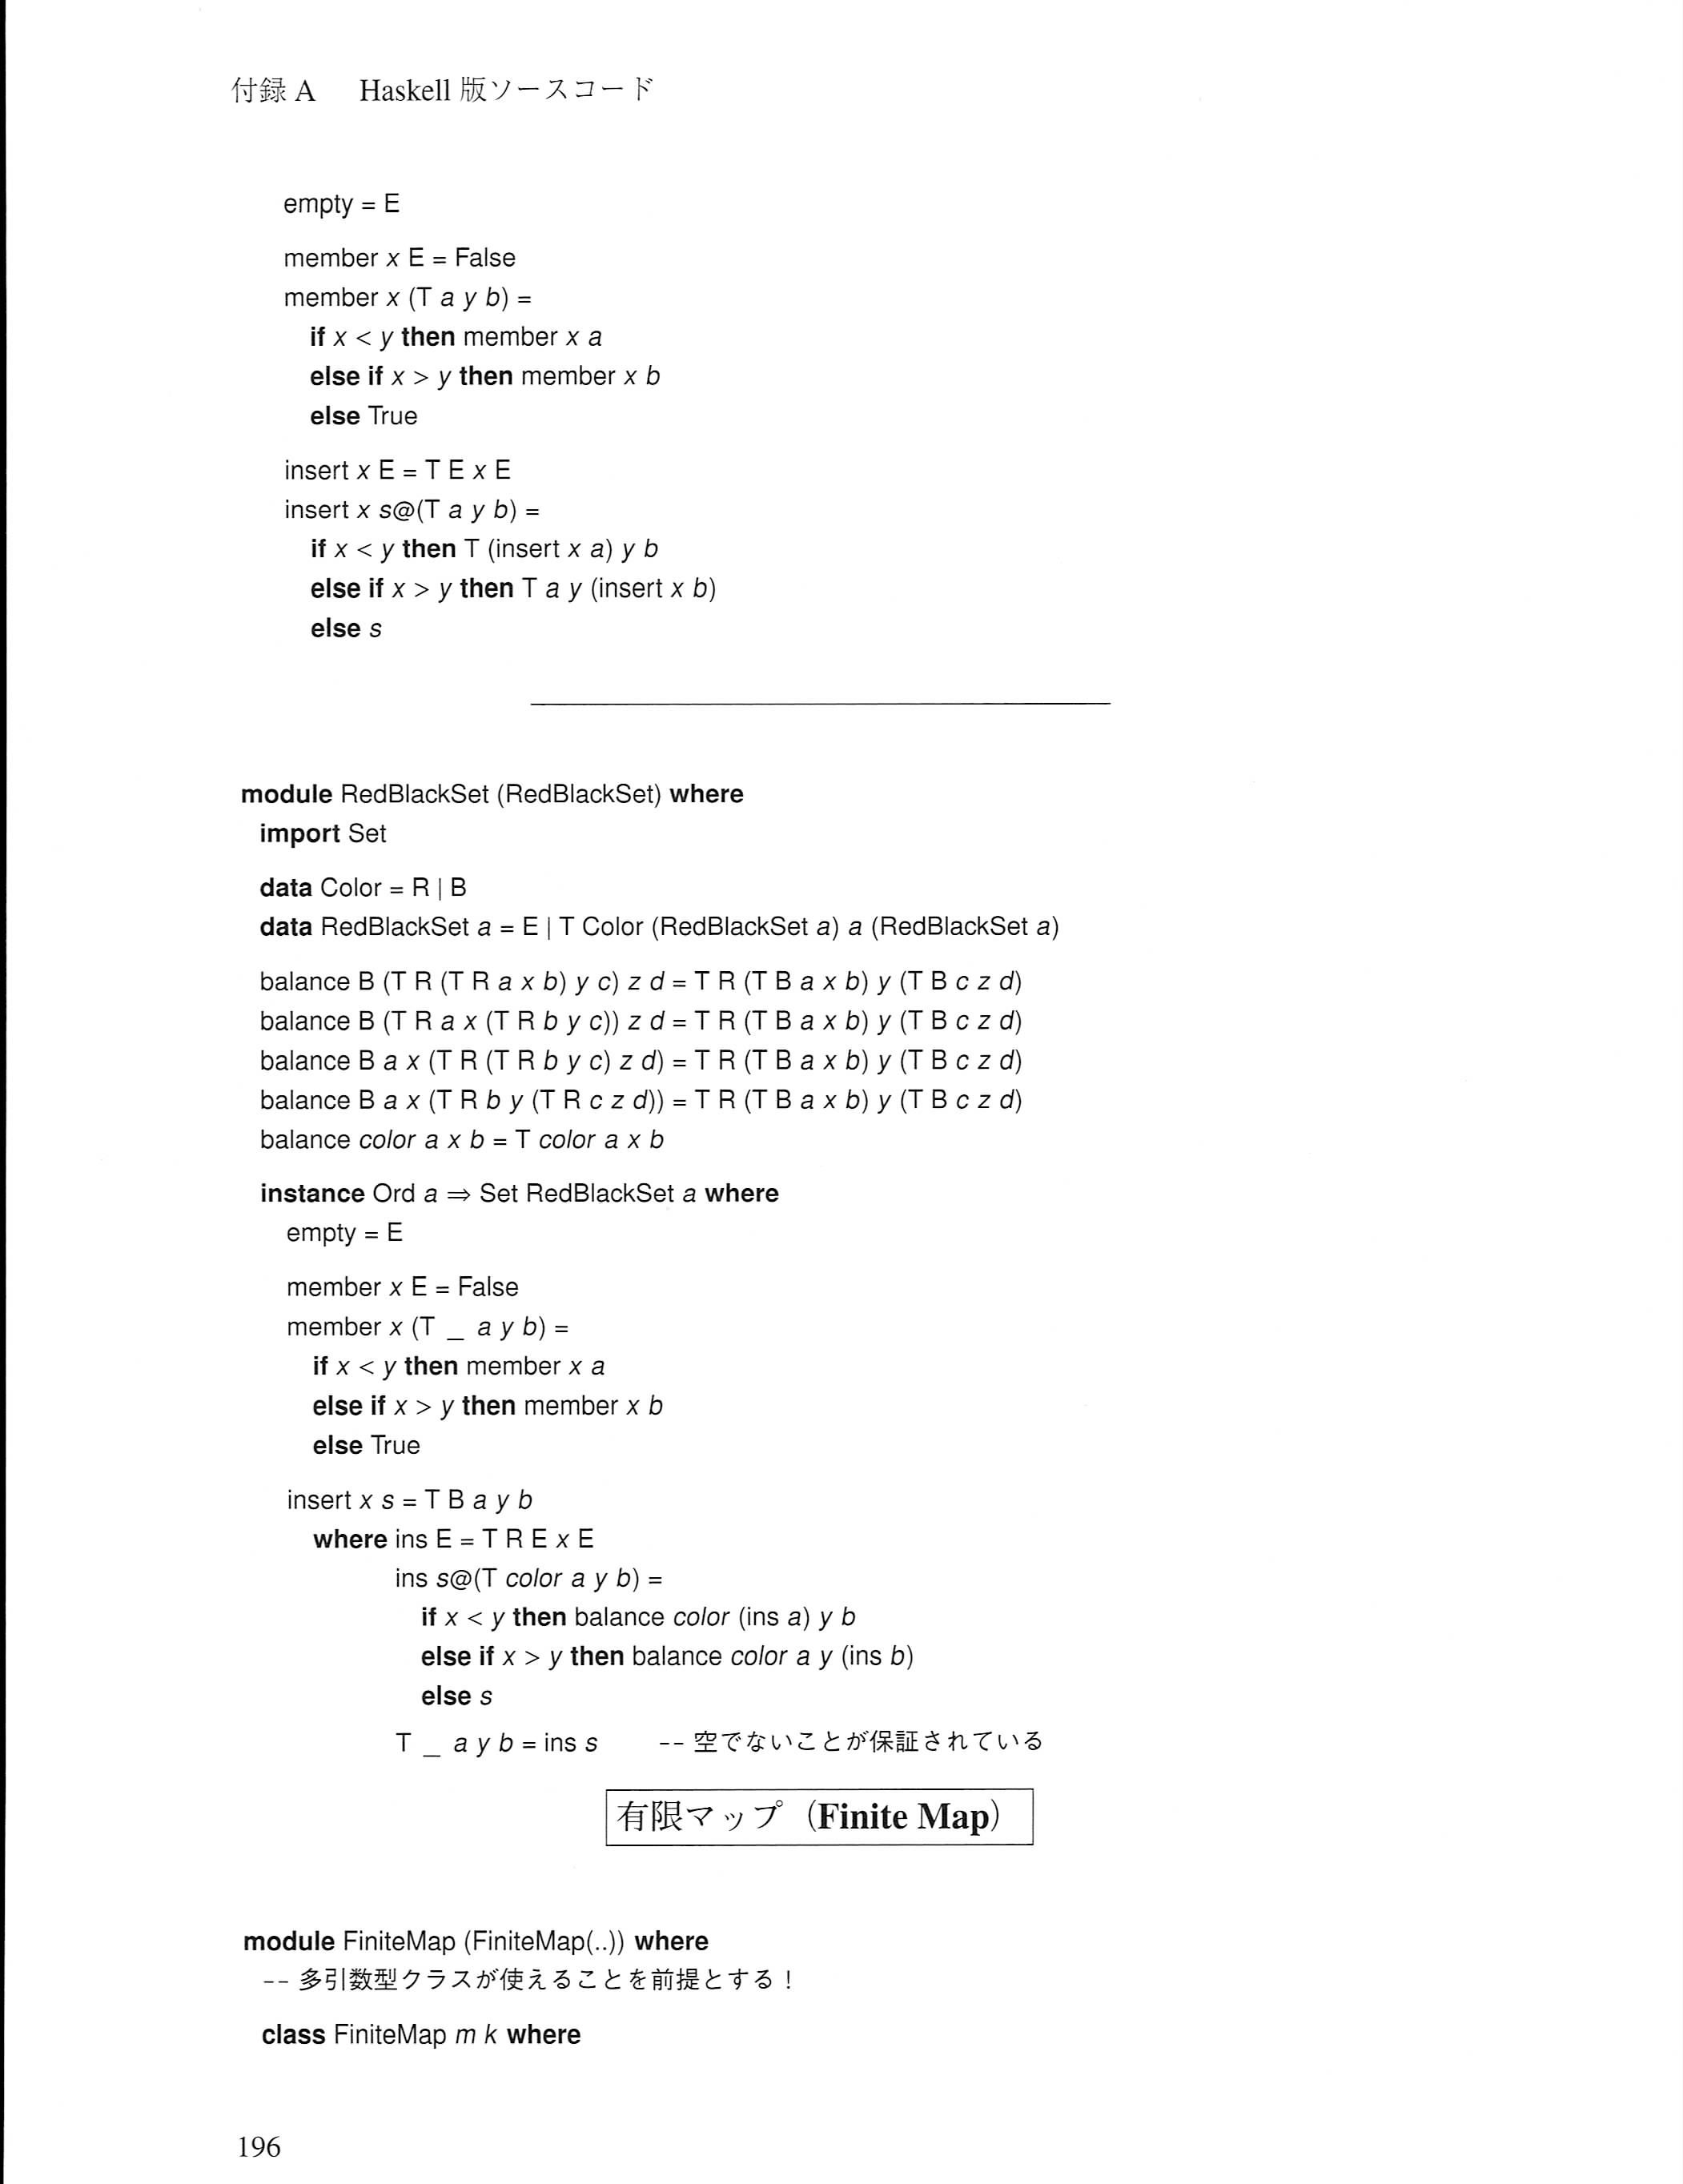 付録 A　Haskell 版ソースコード
empty = E
member x E = False
member x (T a y b) =
if x < y then member x a
else if x > y then member x b
else True
insert x E = T E x E
insert x s@(T a y b) =
if x < y then T (insert x a) y b
else if x > y then T a y (insert x b)
else s
module RedBlackSet (RedBlackSet) where
import Set
data Color = R | B
data RedBlackSet a = E | T Color (RedBlackSet a) a (RedBlackSet a)
balance B (T R (T R a x b) y c) z d = T R (T B a x b) y (T B c z d)
balance B (T R a x (T R b y c)) z d = T R (T B a x b) y (T B c z d)
balance B a x (T R (T R b y c) z d) = T R (T B a x b) y (T B c z d)
balance B a x (T R b y (T R c z d)) = T R (T B a x b) y (T B c z d)
balance color a x b = T color a x b
instance Ord a ⇒ Set RedBlackSet a where
empty = E
member x E = False
member x (T _ a y b) =
if x < y then member x a
else if x > y then member x b
else True
insert x s = T B a y b
where ins E = T R E x E
ins s@(T color a y b) =
if x < y then balance color (ins a) y b
else if x > y then balance color a y (ins b)
else s
T _ a y b = ins s　-- 空でないことが保証されている
有限マップ（Finite Map）
module FiniteMap (FiniteMap(..)) where
-- 多引数型クラスが使えることを前提とする！
class FiniteMap m k where
196